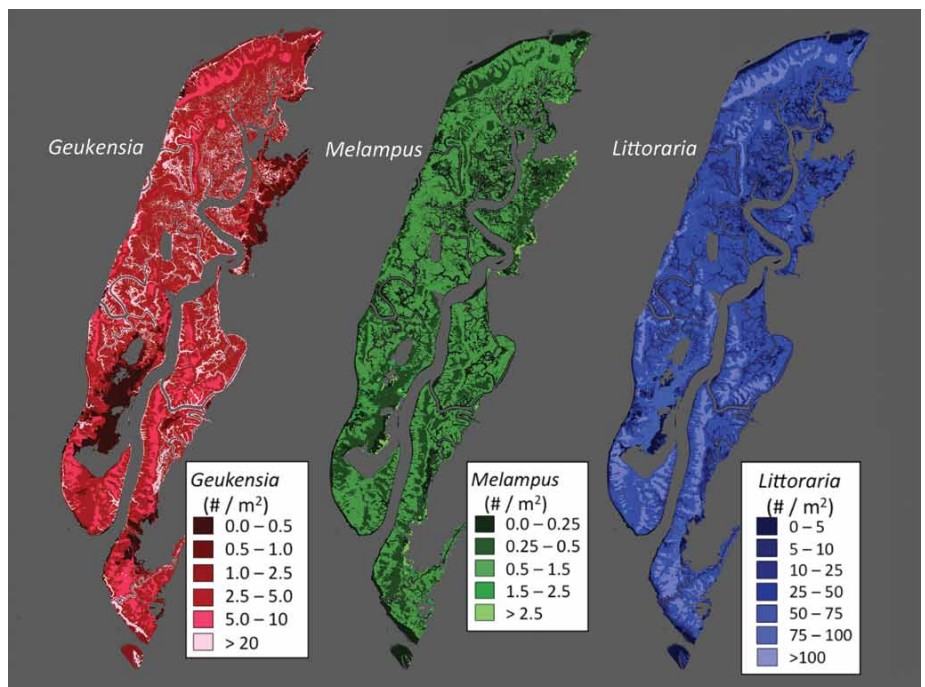 Geukensia
Melampus
Littoraria
Geukensia
(# / m²)
0.0 – 0.5
0.5 – 1.0
1.0 – 2.5
2.5 – 5.0
5.0 – 10
> 20
Melampus
(# / m²)
0.0 – 0.25
0.25 – 0.5
0.5 – 1.5
1.5 – 2.5
> 2.5
Littoraria
(# / m²)
0 – 5
5 – 10
10 – 25
25 – 50
50 – 75
75 – 100
>100